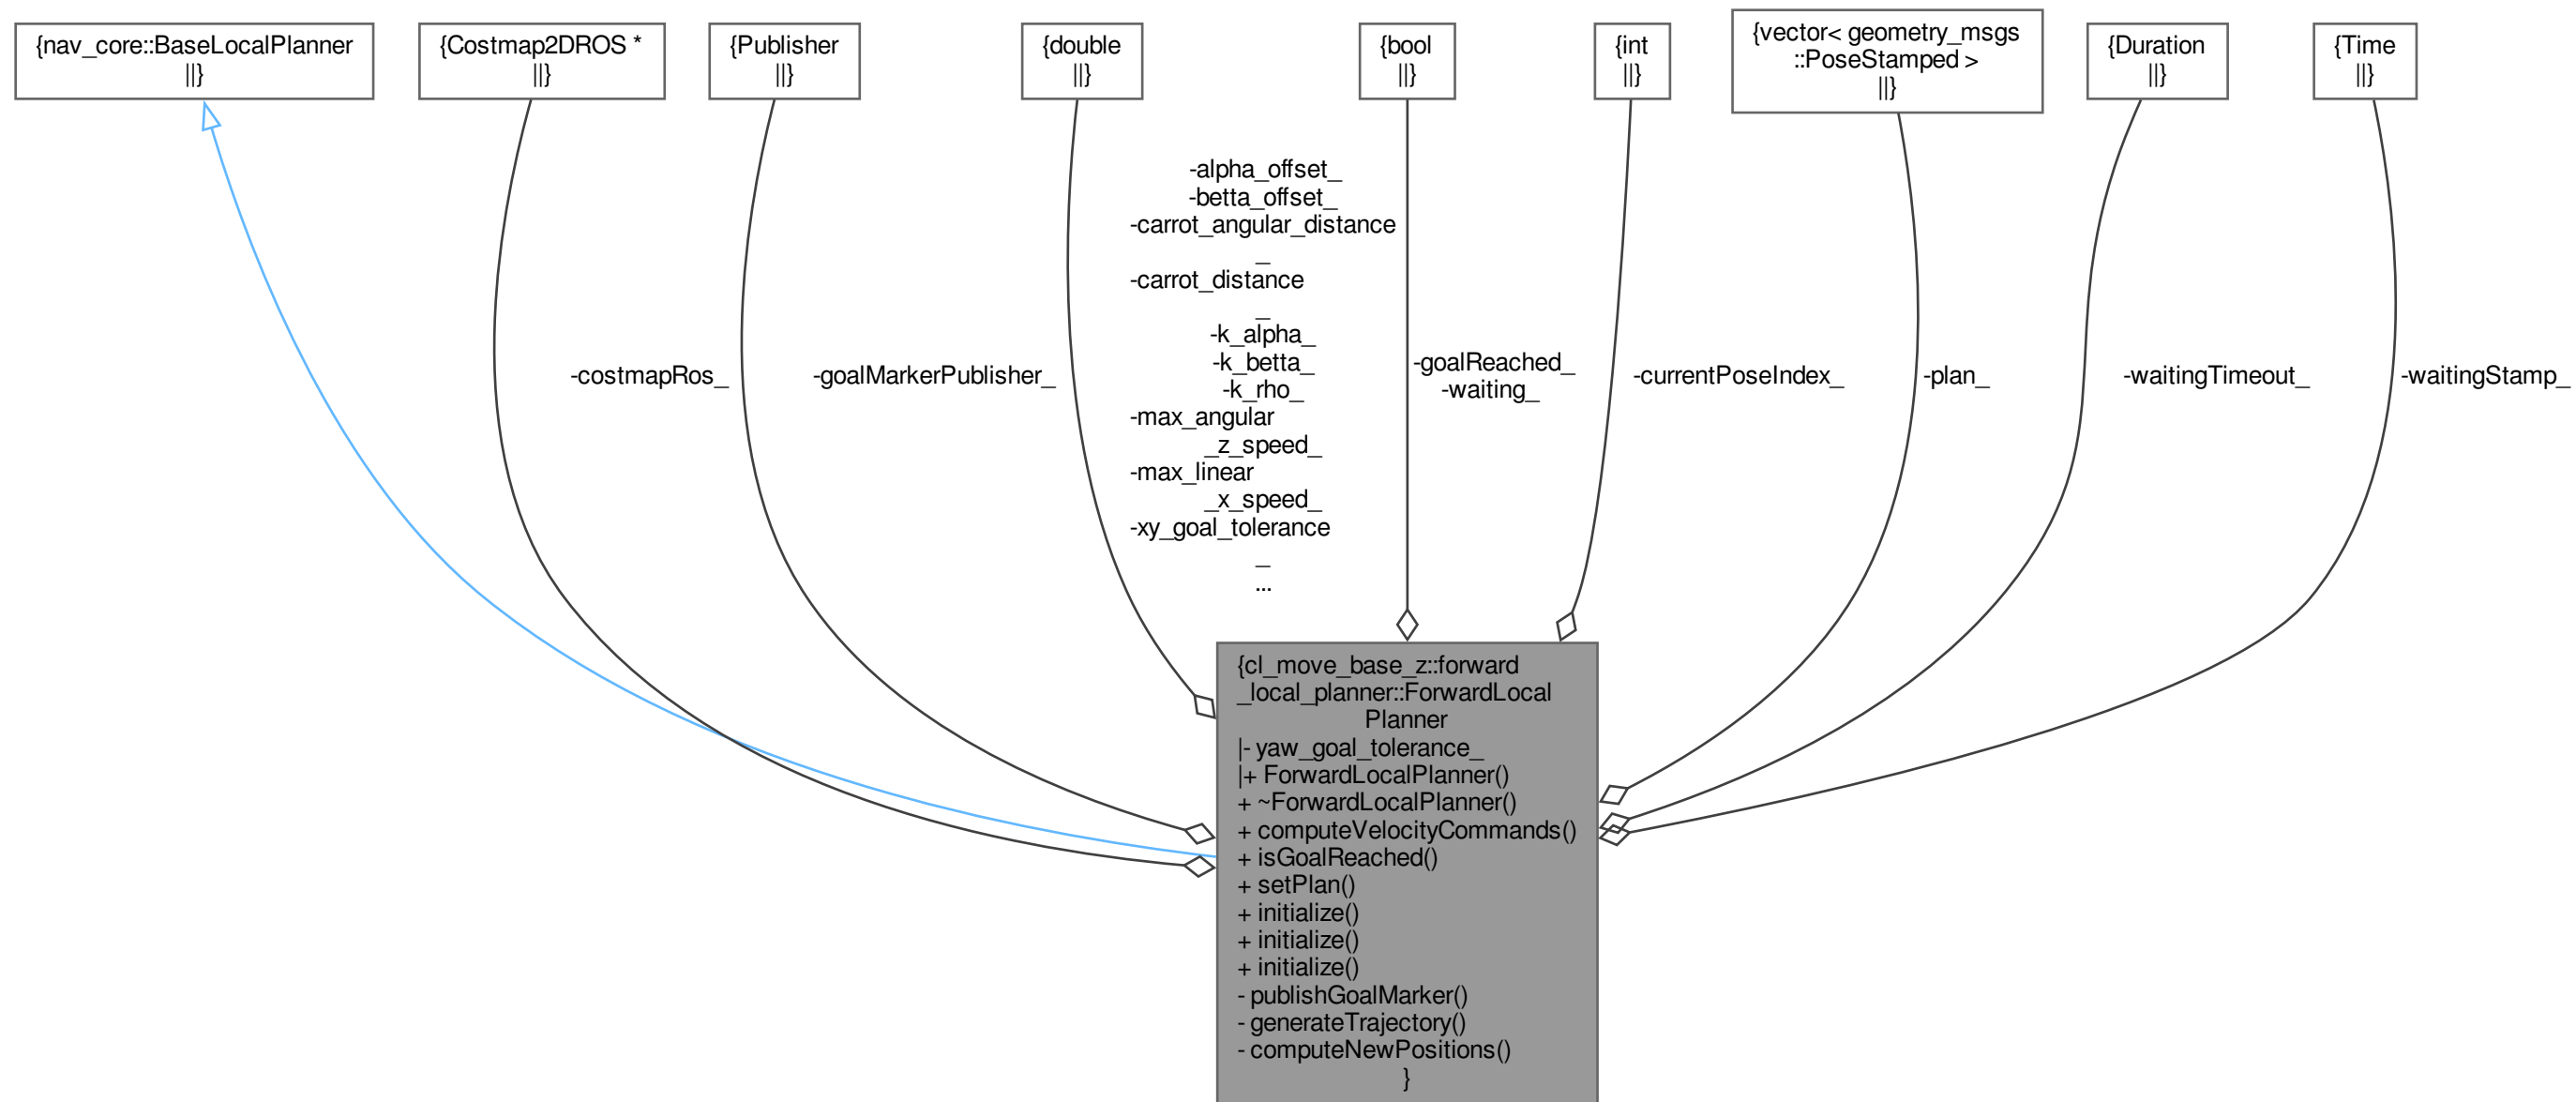 {nav_core::BaseLocalPlanner
||}
{Costmap2DROS *
||}
{Publisher
||}
{double
||}
{bool
||}
{int
||}
{vector< geometry_msgs
::PoseStamped >
||}
{Duration
||}
{Time
||}
-costmapRos_
-goalMarkerPublisher_
-alpha_offset_
-betta_offset_
-carrot_angular_distance
_
-carrot_distance
_
-k_alpha_
-k_betta_
-k_rho_
-max_angular
_z_speed_
-max_linear
_x_speed_
-xy_goal_tolerance
_
...
-goalReached_
-waiting_
-currentPoseIndex_
-plan_
-waitingTimeout_
-waitingStamp_
{cl_move_base_z::forward
_local_planner::ForwardLocal
Planner
|- yaw_goal_tolerance_
|+ ForwardLocalPlanner()
+ ~ForwardLocalPlanner()
+ computeVelocityCommands()
+ isGoalReached()
+ setPlan()
+ initialize()
+ initialize()
+ initialize()
- publishGoalMarker()
- generateTrajectory()
- computeNewPositions()
}